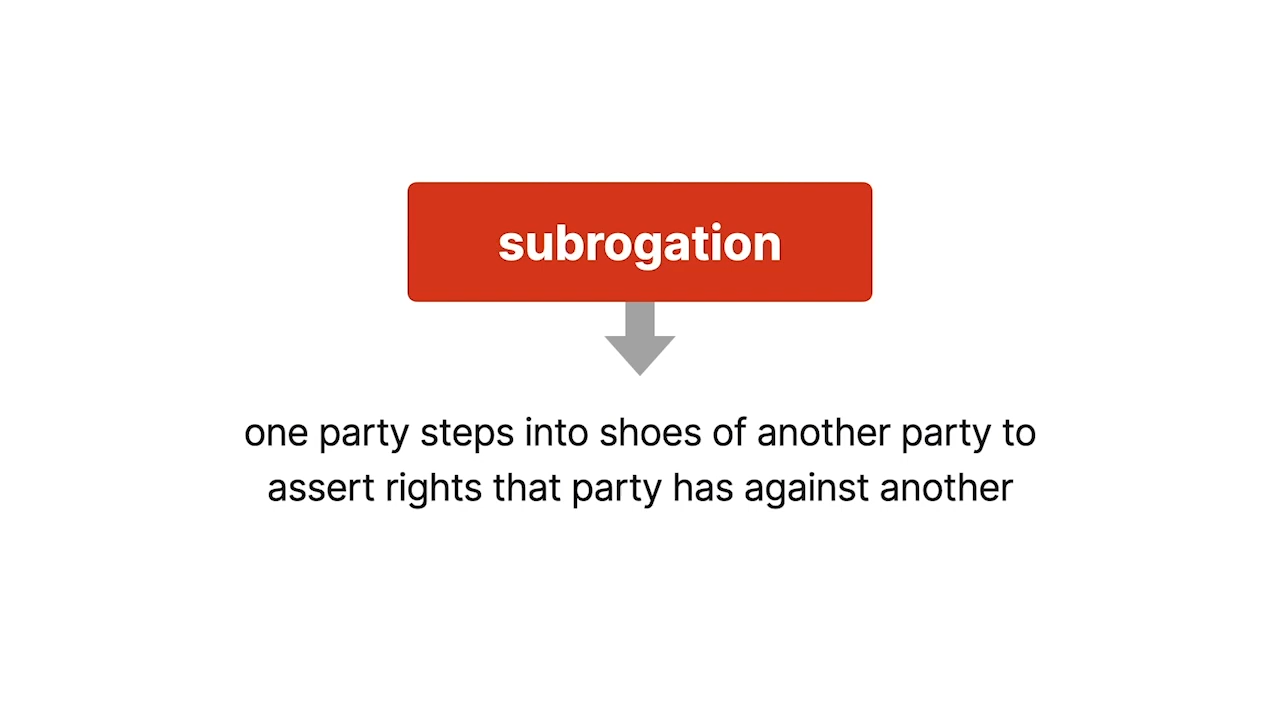 subrogation
one party steps into shoes of another party to
assert rights that party has against another